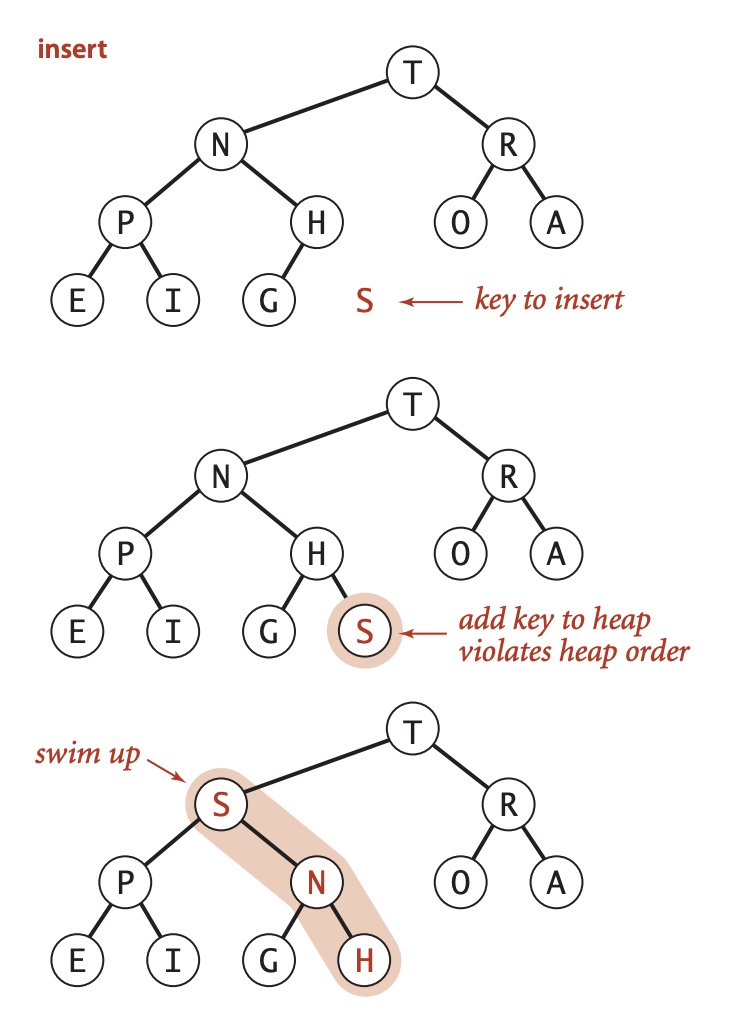 insert
T
N R
P H O A
E I G S key to insert
T
N R
P H O A
E I G S add key to heap
violates heap order
T
swim up
S R
P N O A
E I G H